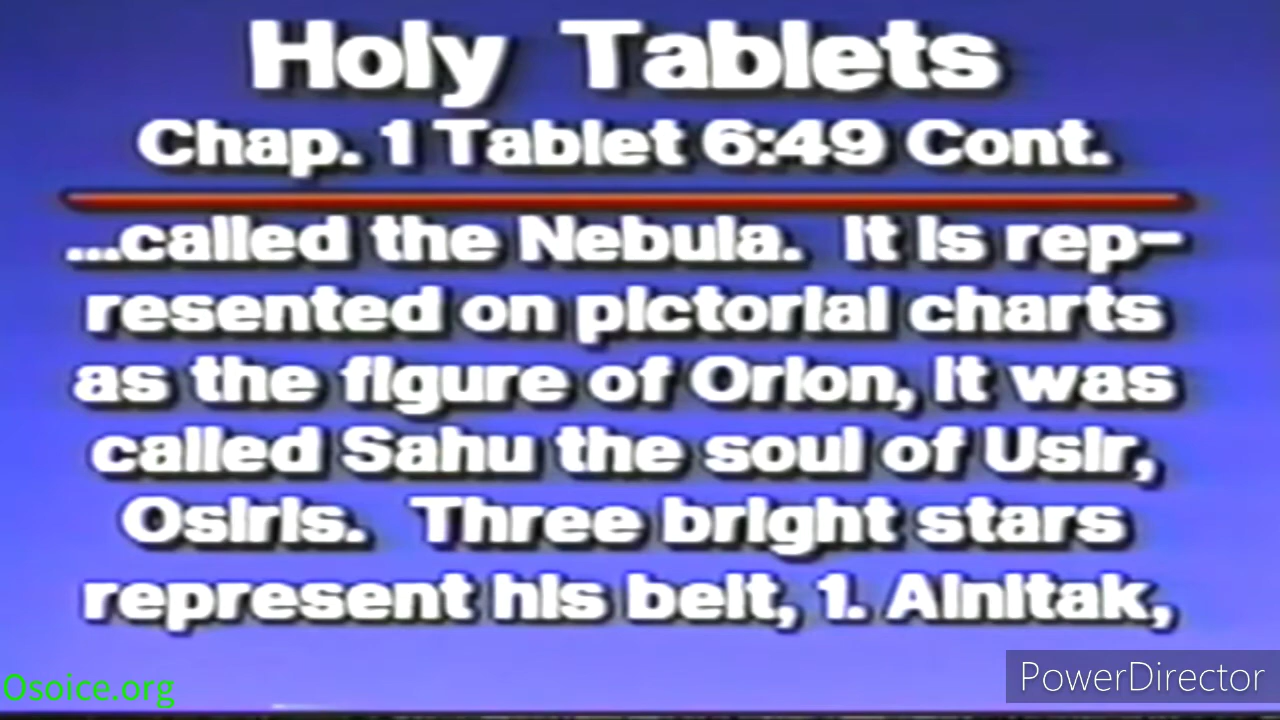 Holy Tablets
Chap. 1 Tablet 6:49 Cont.
...called the Nebula. It is rep-
resented on pictorial charts
as the figure of Orion, it was
called Sahu the soul of Usir,
Osiris. Three bright stars
represent his belt, 1. Alnitak,
Osoice.org
PowerDirector